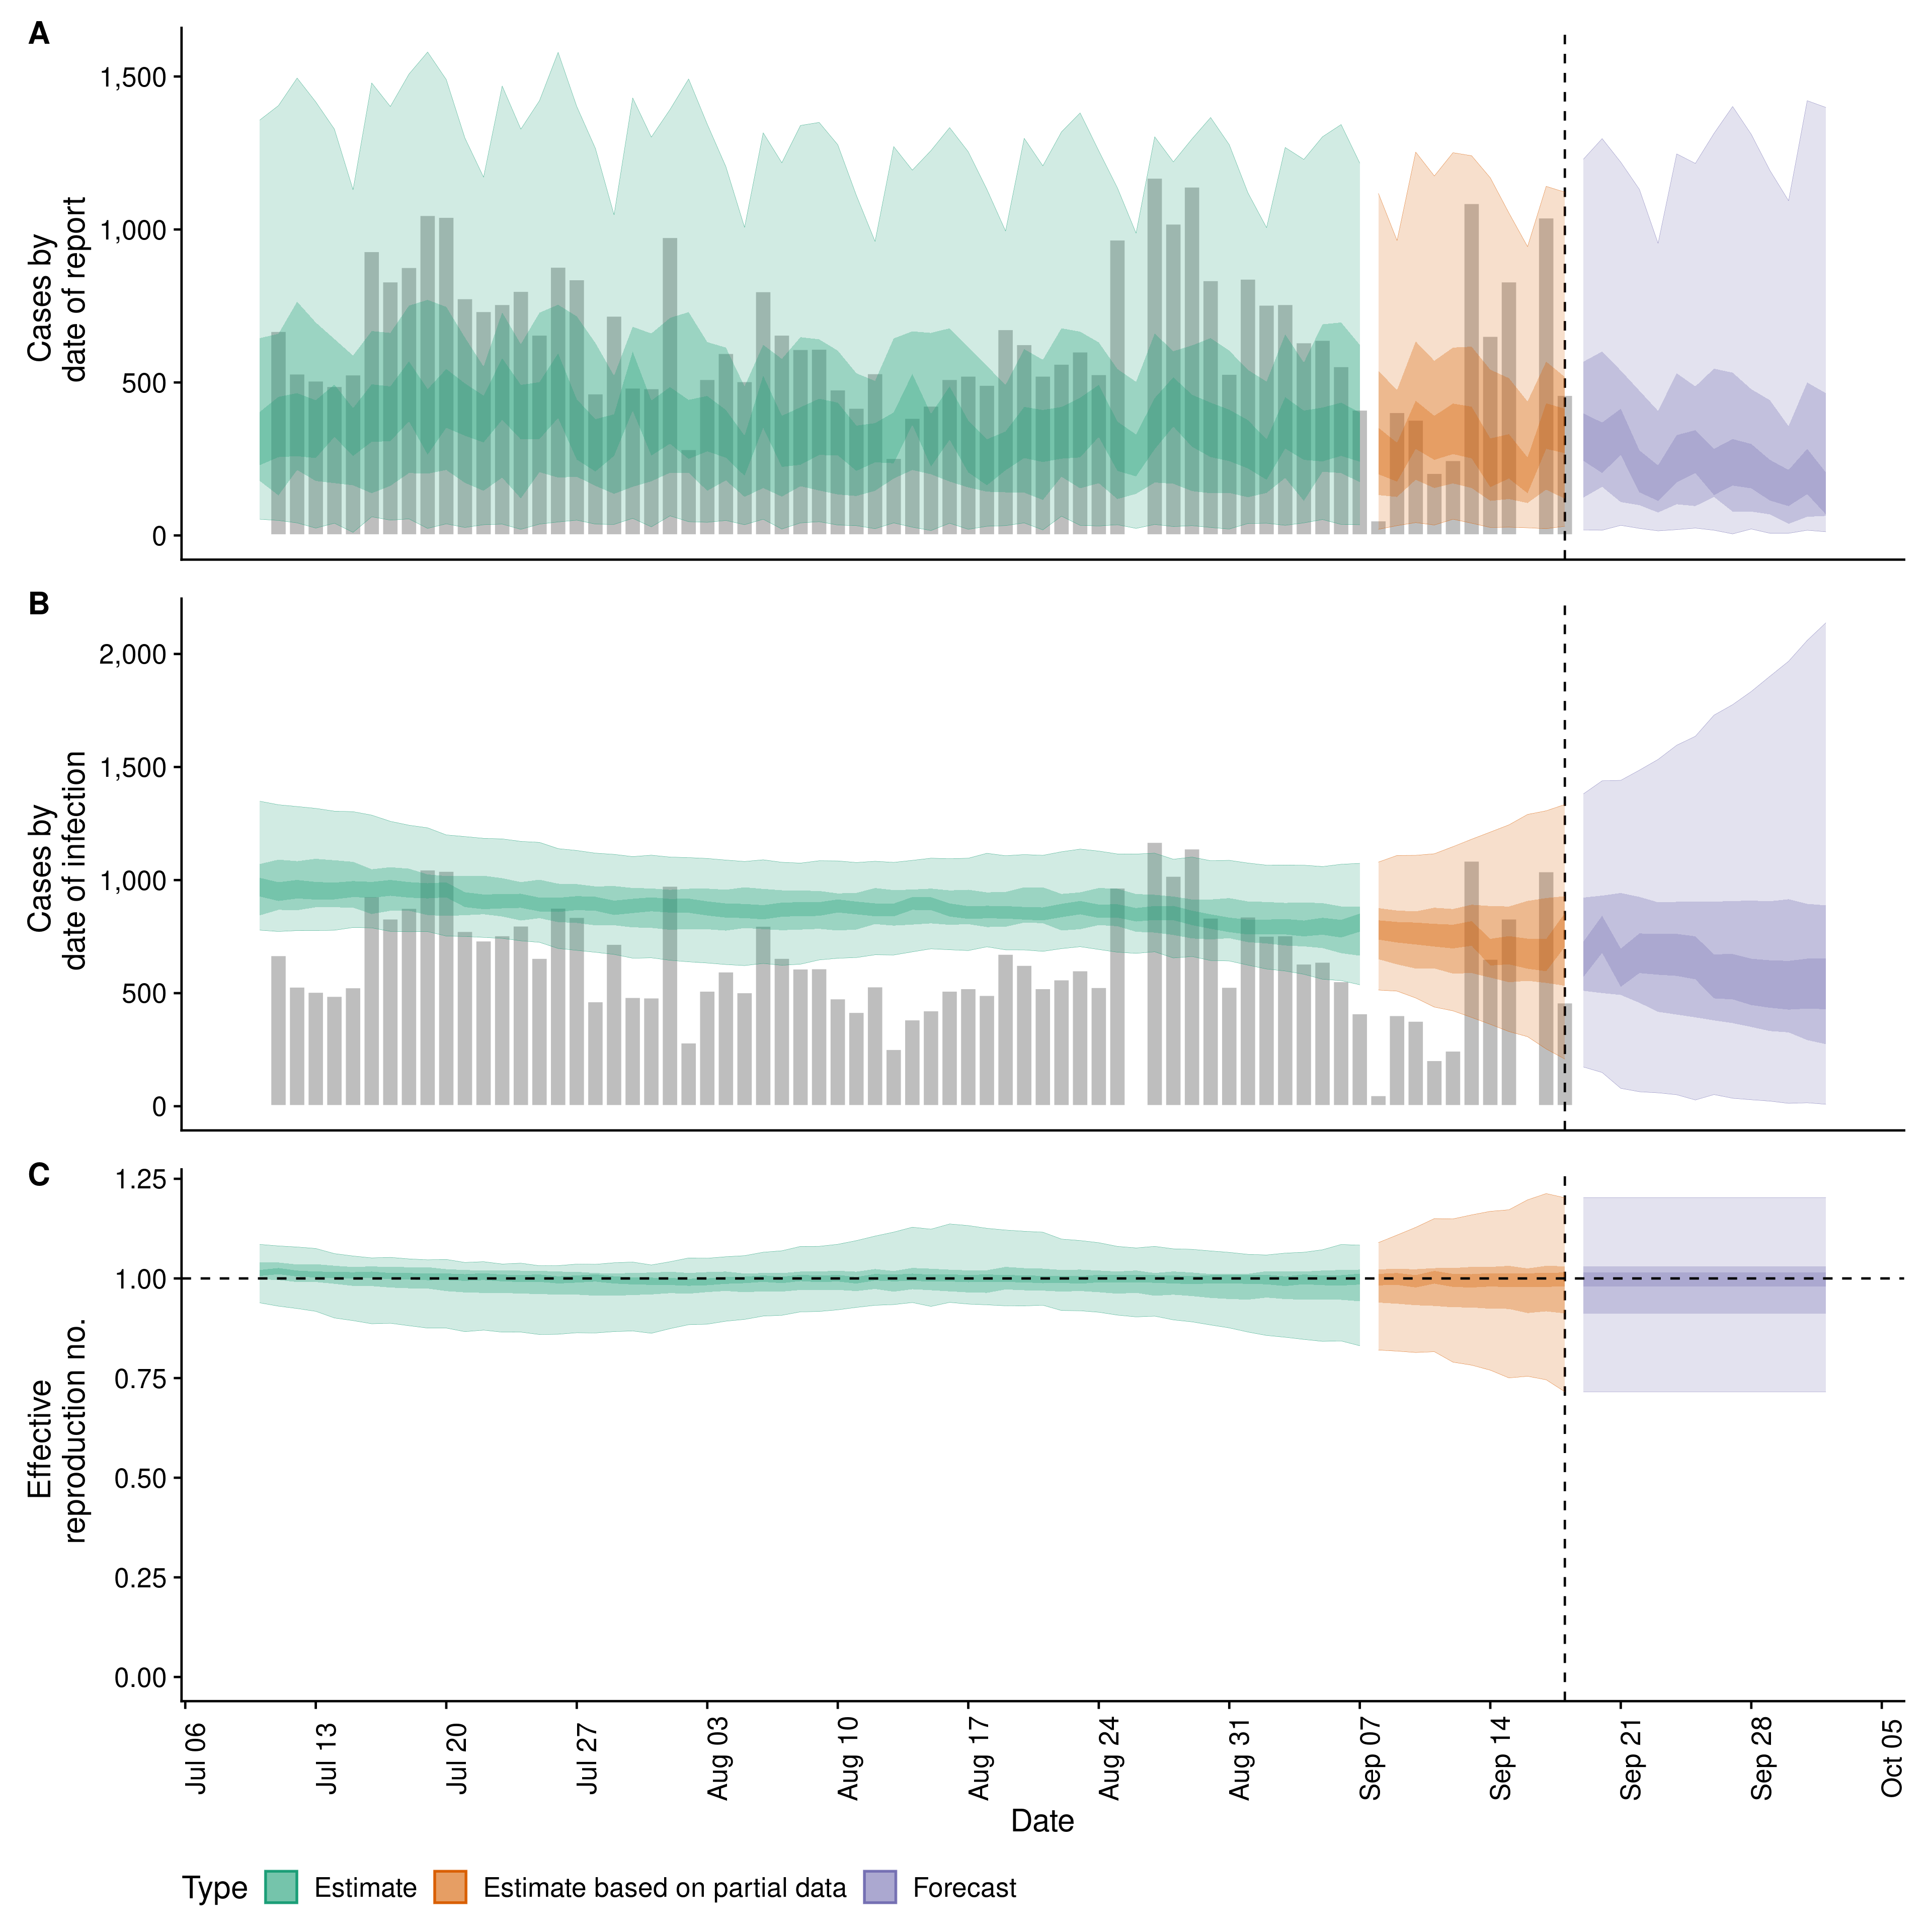 A
Cases by
date of report
1,500
1,000
500
0
B
Cases by
date of infection
2,000
1,500
1,000
500
0
C
Effective
reproduction no.
1.25
1.00
0.75
0.50
0.25
0.00
Jul 06
Jul 13
Jul 20
Jul 27
Aug 03
Aug 10
Aug 17
Aug 24
Aug 31
Sep 07
Sep 14
Sep 21
Sep 28
Oct 05
Date
Type Estimate Estimate based on partial data Forecast